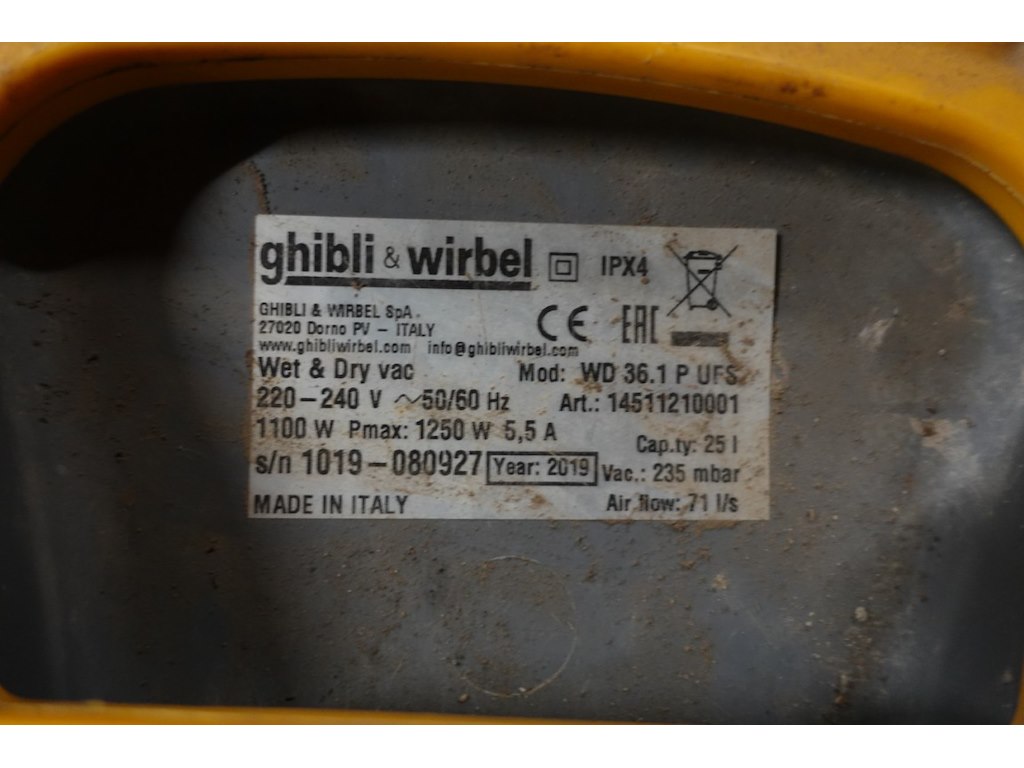 ghibli & wirbel IPX4
GHIBLI & WIRBEL SpA
27020 Dorno PV – ITALY
CE EAC
www.ghibliwirbel.com info@ghibliwirbel.com
Wet & Dry vac Mod: WD 36.1 P UFS
220–240 V ~50/60 Hz Art.: 14511210001
1100 W Pmax: 1250 W 5,5 A Cap.ty: 25 l
s/n 1019–080927 Year: 2019 Vac.: 235 mbar
MADE IN ITALY Air flow: 71 l/s